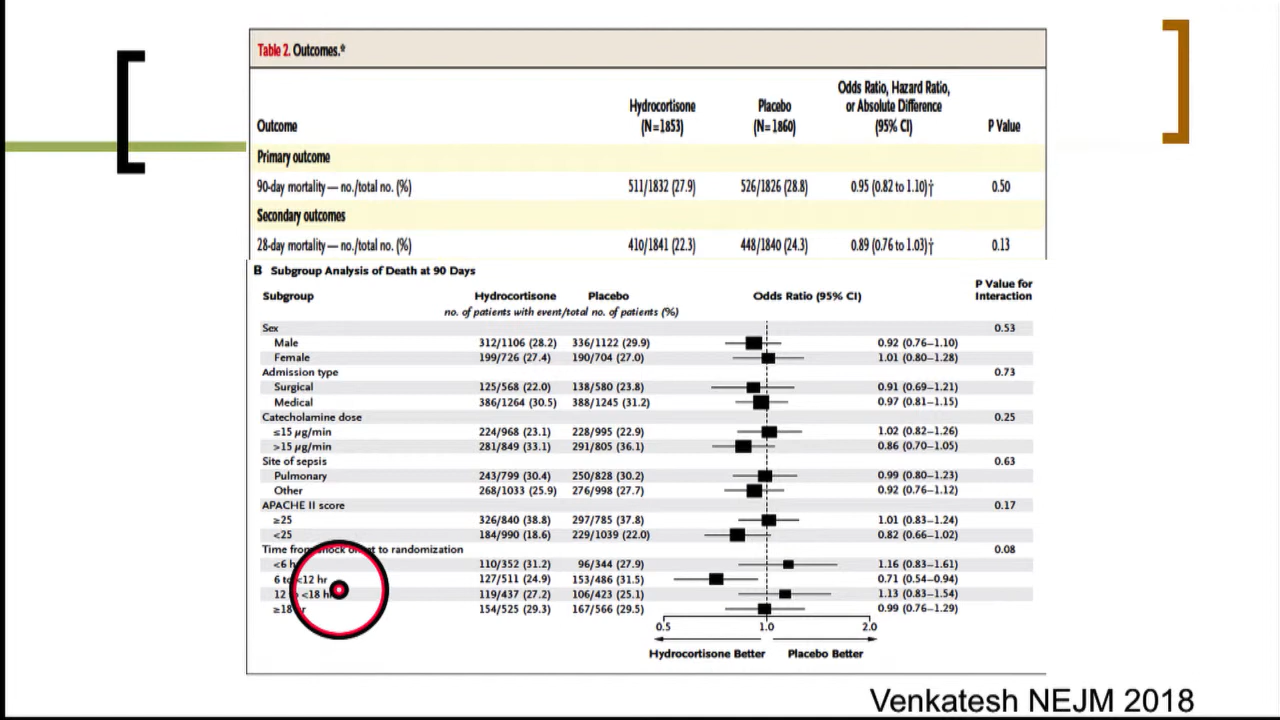 Table 2. Outcomes.*
Odds Ratio, Hazard Ratio,
or Absolute Difference
(95% CI)
Hydrocortisone
(N=1853)
Placebo
(N=1860)
Outcome
P Value
Primary outcome
90-day mortality — no./total no. (%) 511/1832 (27.9) 526/1826 (28.8) 0.95 (0.82 to 1.10)† 0.50
Secondary outcomes
28-day mortality — no./total no. (%) 410/1841 (22.3) 448/1840 (24.3) 0.89 (0.76 to 1.03)† 0.13
B Subgroup Analysis of Death at 90 Days
Subgroup Hydrocortisone Placebo Odds Ratio (95% CI)
P Value for
Interaction
no. of patients with event/total no. of patients (%)
Sex 0.53
Male 312/1106 (28.2) 336/1122 (29.9) 0.92 (0.76–1.10)
Female 199/726 (27.4) 190/704 (27.0) 1.01 (0.80–1.28)
Admission type 0.73
Surgical 125/568 (22.0) 138/580 (23.8) 0.91 (0.69–1.21)
Medical 386/1264 (30.5) 388/1245 (31.2) 0.97 (0.81–1.15)
Catecholamine dose 0.25
≤15 µg/min 224/968 (23.1) 228/995 (22.9) 1.02 (0.82–1.26)
>15 µg/min 281/849 (33.1) 291/805 (36.1) 0.86 (0.70–1.05)
Site of sepsis 0.63
Pulmonary 243/799 (30.4) 250/828 (30.2) 0.99 (0.80–1.23)
Other 268/1033 (25.9) 276/998 (27.7) 0.92 (0.76–1.12)
APACHE II score 0.17
≥25 326/840 (38.8) 297/785 (37.8) 1.01 (0.83–1.24)
<25 184/990 (18.6) 229/1039 (22.0) 0.82 (0.66–1.02)
Time from shock onset to randomization 0.08
<6 hr 110/352 (31.2) 96/344 (27.9) 1.16 (0.83–1.61)
6 to <12 hr 127/511 (24.9) 153/486 (31.5) 0.71 (0.54–0.94)
12 to <18 hr 119/437 (27.2) 106/423 (25.1) 1.13 (0.83–1.54)
≥18 hr 154/525 (29.3) 167/566 (29.5) 0.99 (0.76–1.29)
0.5 1.0 2.0
Hydrocortisone Better Placebo Better
Venkatesh NEJM 2018